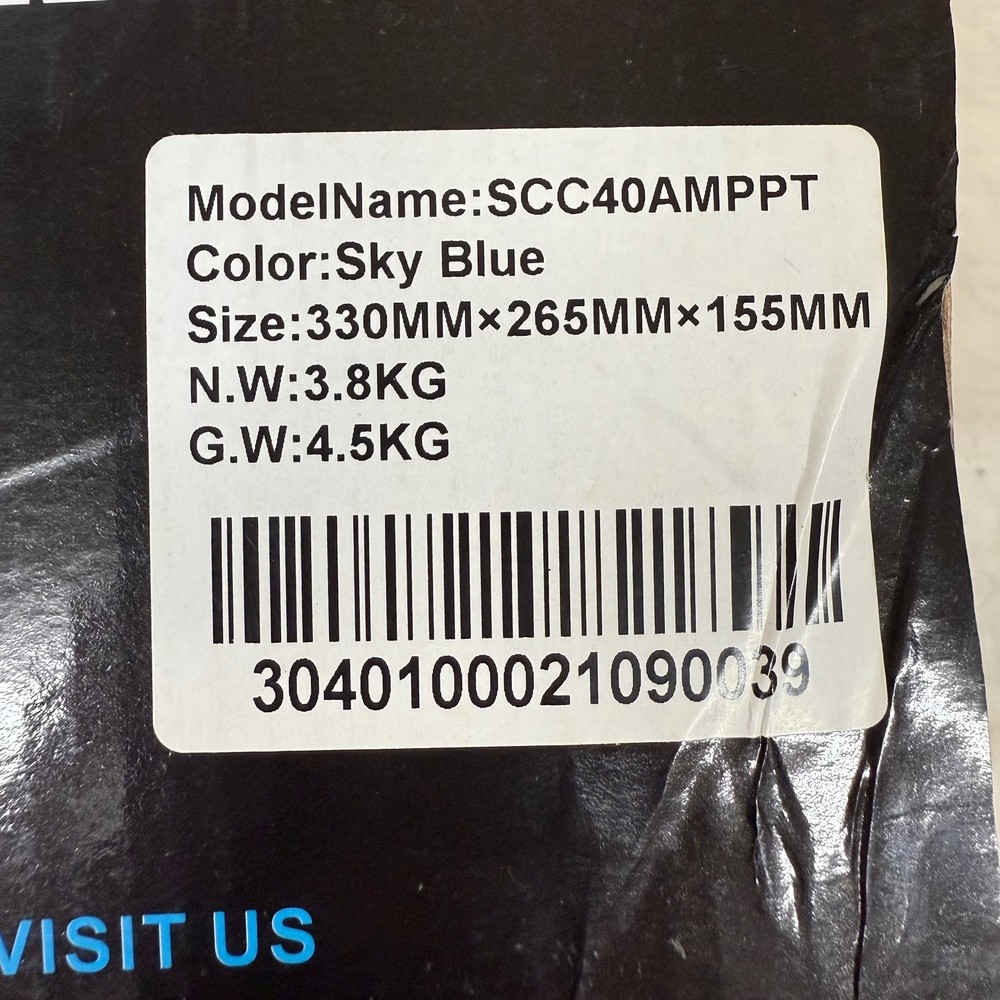 ModelName:SCC40AMPPT
Color:Sky Blue
Size:330MM×265MM×155MM
N.W:3.8KG
G.W:4.5KG
3040100021090039
VISIT US